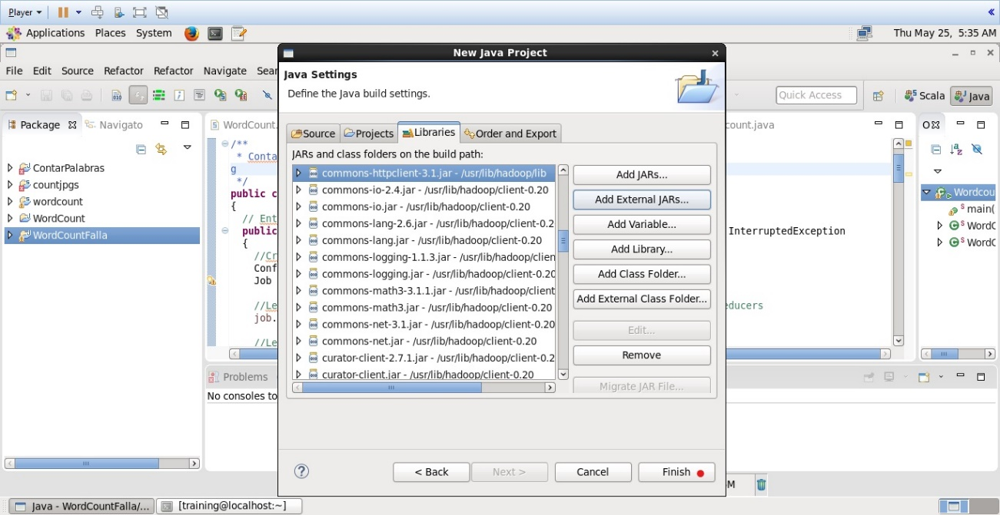 Player
Applications Places System Thu May 25, 5:35 AM
New Java Project
File Edit Source Refactor Refactor Navigate Sear
Java Settings
Define the Java build settings.
Quick Access Scala Java
Package Navigato
WordCount.
count.java
Source Projects Libraries Order and Export
JARs and class folders on the build path:
ContarPalabras
countjpgs
wordcount
WordCount
WordCountFalla
/**
* Conta
g
*/
public c
{
// Ent
public
InterruptedException
{
//Cr
Conf
Job
//Le
educers
job.
//Le
commons-httpclient-3.1.jar - /usr/lib/hadoop/lib
commons-io-2.4.jar - /usr/lib/hadoop/client-0.20
commons-io.jar - /usr/lib/hadoop/client-0.20
commons-lang-2.6.jar - /usr/lib/hadoop/client-0.2
commons-lang.jar - /usr/lib/hadoop/client-0.20
commons-logging-1.1.3.jar - /usr/lib/hadoop/clien
commons-logging.jar - /usr/lib/hadoop/client-0.20
commons-math3-3.1.1.jar - /usr/lib/hadoop/client
commons-math3.jar - /usr/lib/hadoop/client-0.20
commons-net-3.1.jar - /usr/lib/hadoop/client-0.20
commons-net.jar - /usr/lib/hadoop/client-0.20
curator-client-2.7.1.jar - /usr/lib/hadoop/client-0.2
curator-client.jar - /usr/lib/hadoop/client-0.20
Add JARs...
Add External JARs...
Add Variable...
Add Library...
Add Class Folder...
Add External Class Folder...
Edit...
Remove
Migrate JAR File...
O
Wordcou
main(
WordC
WordC
Problems
No consoles to
< Back Next > Cancel Finish
M
Java - WordCountFalla/... [training@localhost:~]